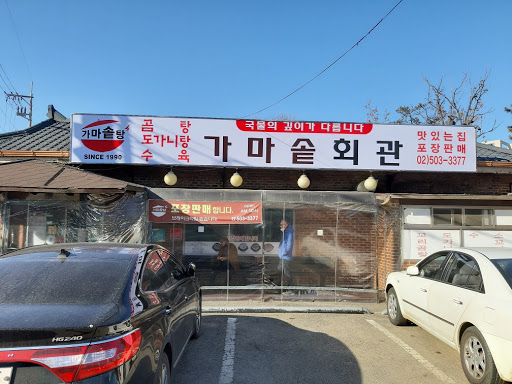 가마솥탕
SINCE 1990
곰 탕
도가니탕
수 육
국물의 깊이가 다릅니다
가마솥회관
맛있는집
포장판매
02)503-3377
포장판매 합니다.
503-3377
HG240